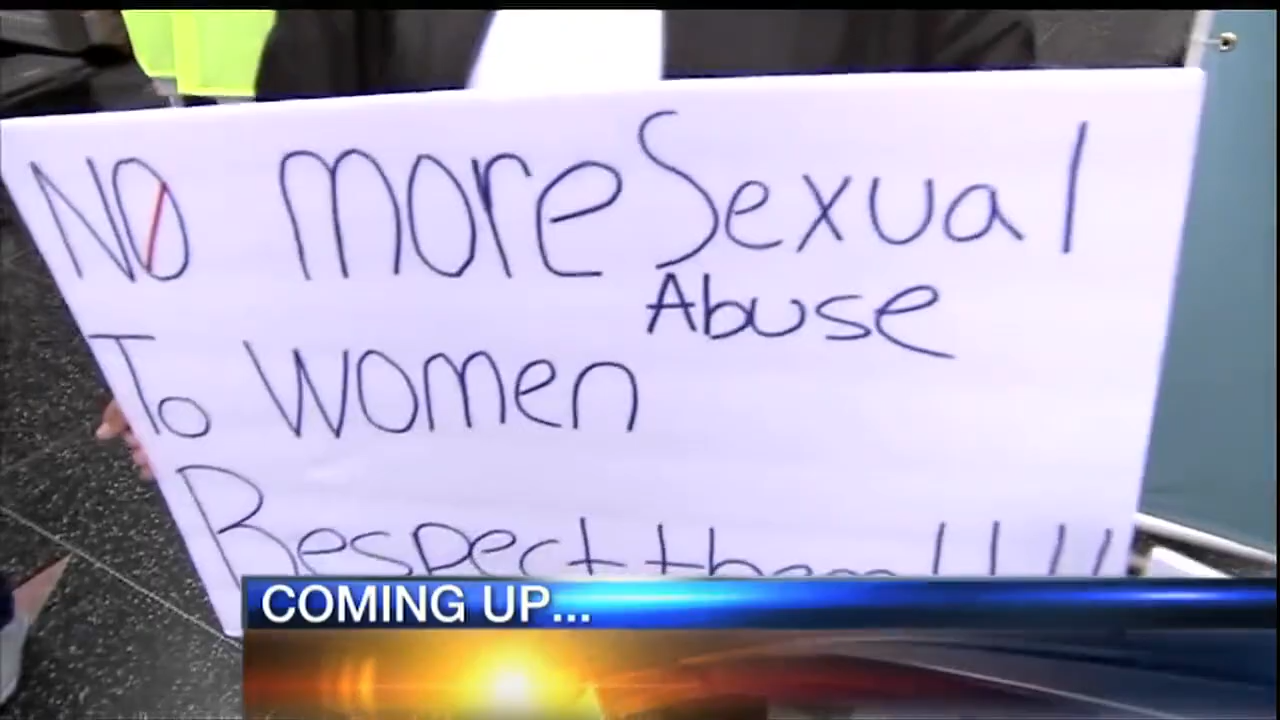 NO more Sexual
Abuse
To women
Respect them!!!!
COMING UP...